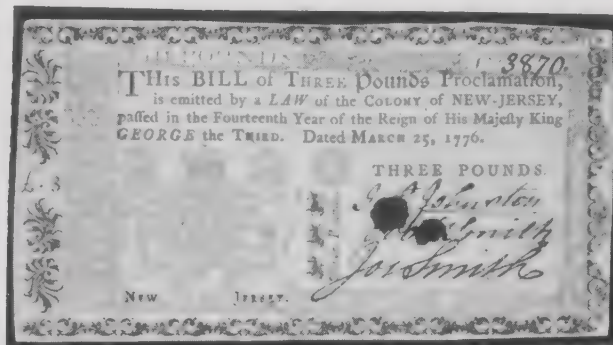 3870.
THIS BILL of THREE Pounds Proclamation,
is emitted by a LAW of the COLONY of NEW-JERSEY,
passed in the Fourteenth Year of the Reign of His Majesty King
GEORGE the THIRD. Dated MARCH 25, 1776.
THREE POUNDS.
Johnston
Smith
Jos Smith
NEW JERSEY.